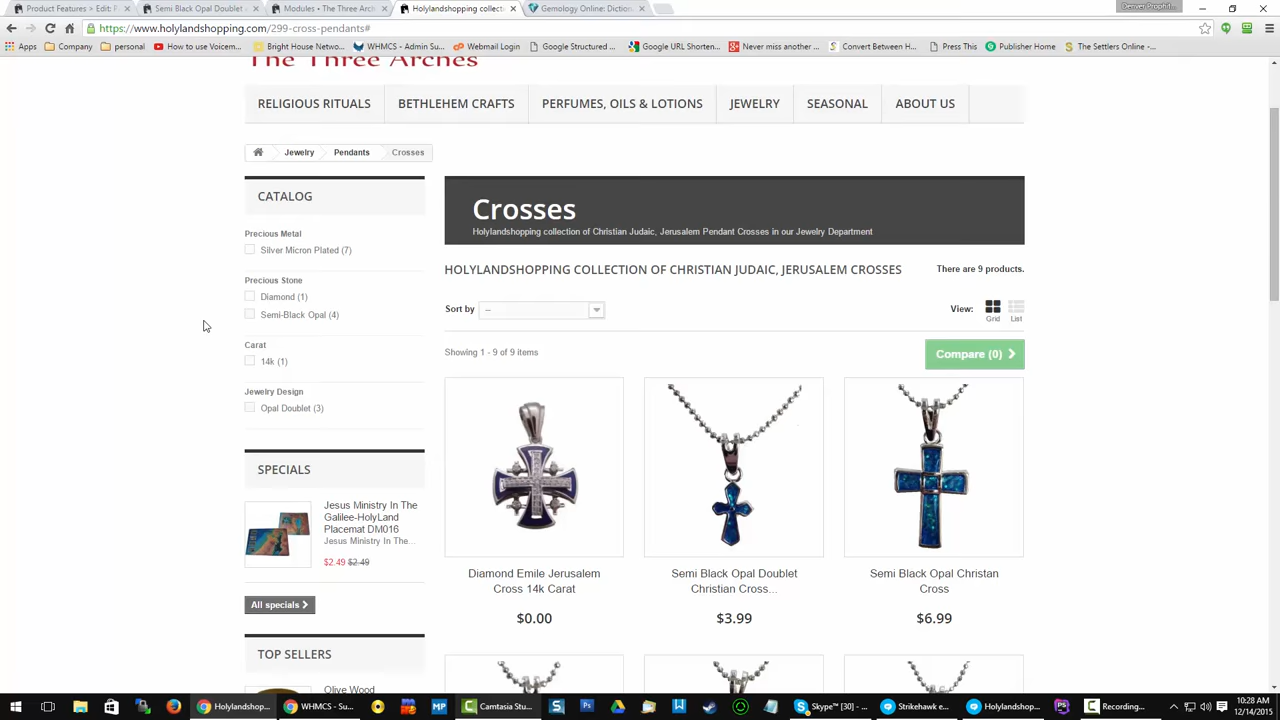 Product Features > Edit: F
Semi Black Opal Doublet
Modules • The Three Arch
Holylandshopping collect
Gemology Online: Diction
Denver Proph
https://www.holylandshopping.com/299-cross-pendants#
Apps
Company
personal
How to use Voicem...
Bright House Netw...
WHMCS - Admin Su...
Webmail Login
Google Structured ...
Google URL Shorten...
Never miss another ...
Convert Between H...
Press This
Publisher Home
The Settlers Online -...
The Three Arches
RELIGIOUS RITUALS
BETHLEHEM CRAFTS
PERFUMES, OILS & LOTIONS
JEWELRY
SEASONAL
ABOUT US
Jewelry
Pendants
Crosses
CATALOG
Precious Metal
Silver Micron Plated (7)
Precious Stone
Diamond (1)
Semi-Black Opal (4)
Carat
14k (1)
Jewelry Design
Opal Doublet (3)
SPECIALS
Jesus Ministry In The
Galilee-HolyLand
Placemat DM016
Jesus Ministry In The...
$2.49 $2.49
All specials
TOP SELLERS
Olive Wood
Crosses
Holylandshopping collection of Christian Judaic, Jerusalem Pendant Crosses in our Jewelry Department
HOLYLANDSHOPPING COLLECTION OF CHRISTIAN JUDAIC, JERUSALEM CROSSES
There are 9 products.
Sort by
--
View:
Grid
List
Showing 1 - 9 of 9 items
Compare (0)
Diamond Emile Jerusalem
Cross 14k Carat
$0.00
Semi Black Opal Doublet
Christian Cross...
$3.99
Semi Black Opal Christan
Cross
$6.99
Holylandshop...
WHMCS - Su...
MP
Camtasia Stu...
Skype™ [30] - ...
Strikehawk e...
Holylandshop...
Recording...
10:28 AM
12/14/2015